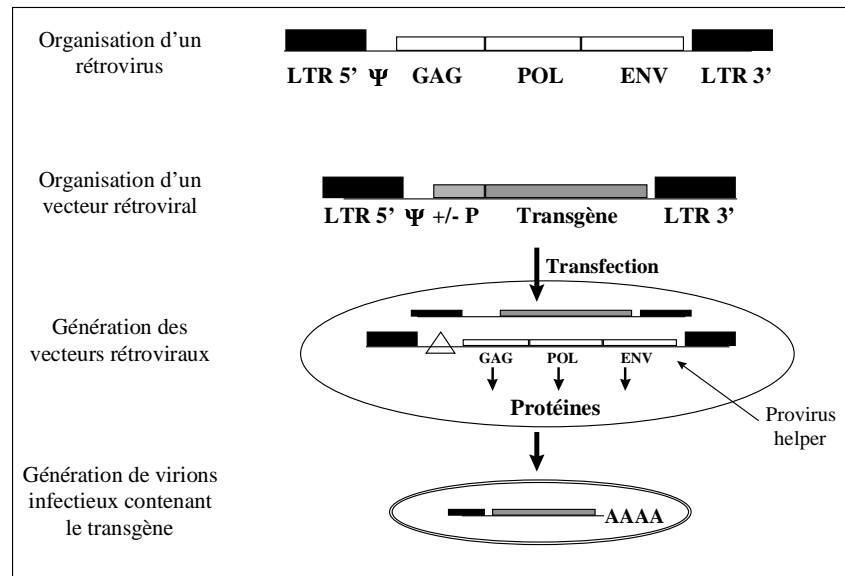 Organisation d’un
rétrovirus
LTR 5’ Ψ GAG POL ENV LTR 3’
Organisation d’un
vecteur rétroviral
LTR 5’ Ψ +/- P Transgène LTR 3’
Transfection
Génération des
vecteurs rétroviraux
GAG POL ENV
Protéines
Provirus
helper
Génération de virions
infectieux contenant
le transgène
AAAA